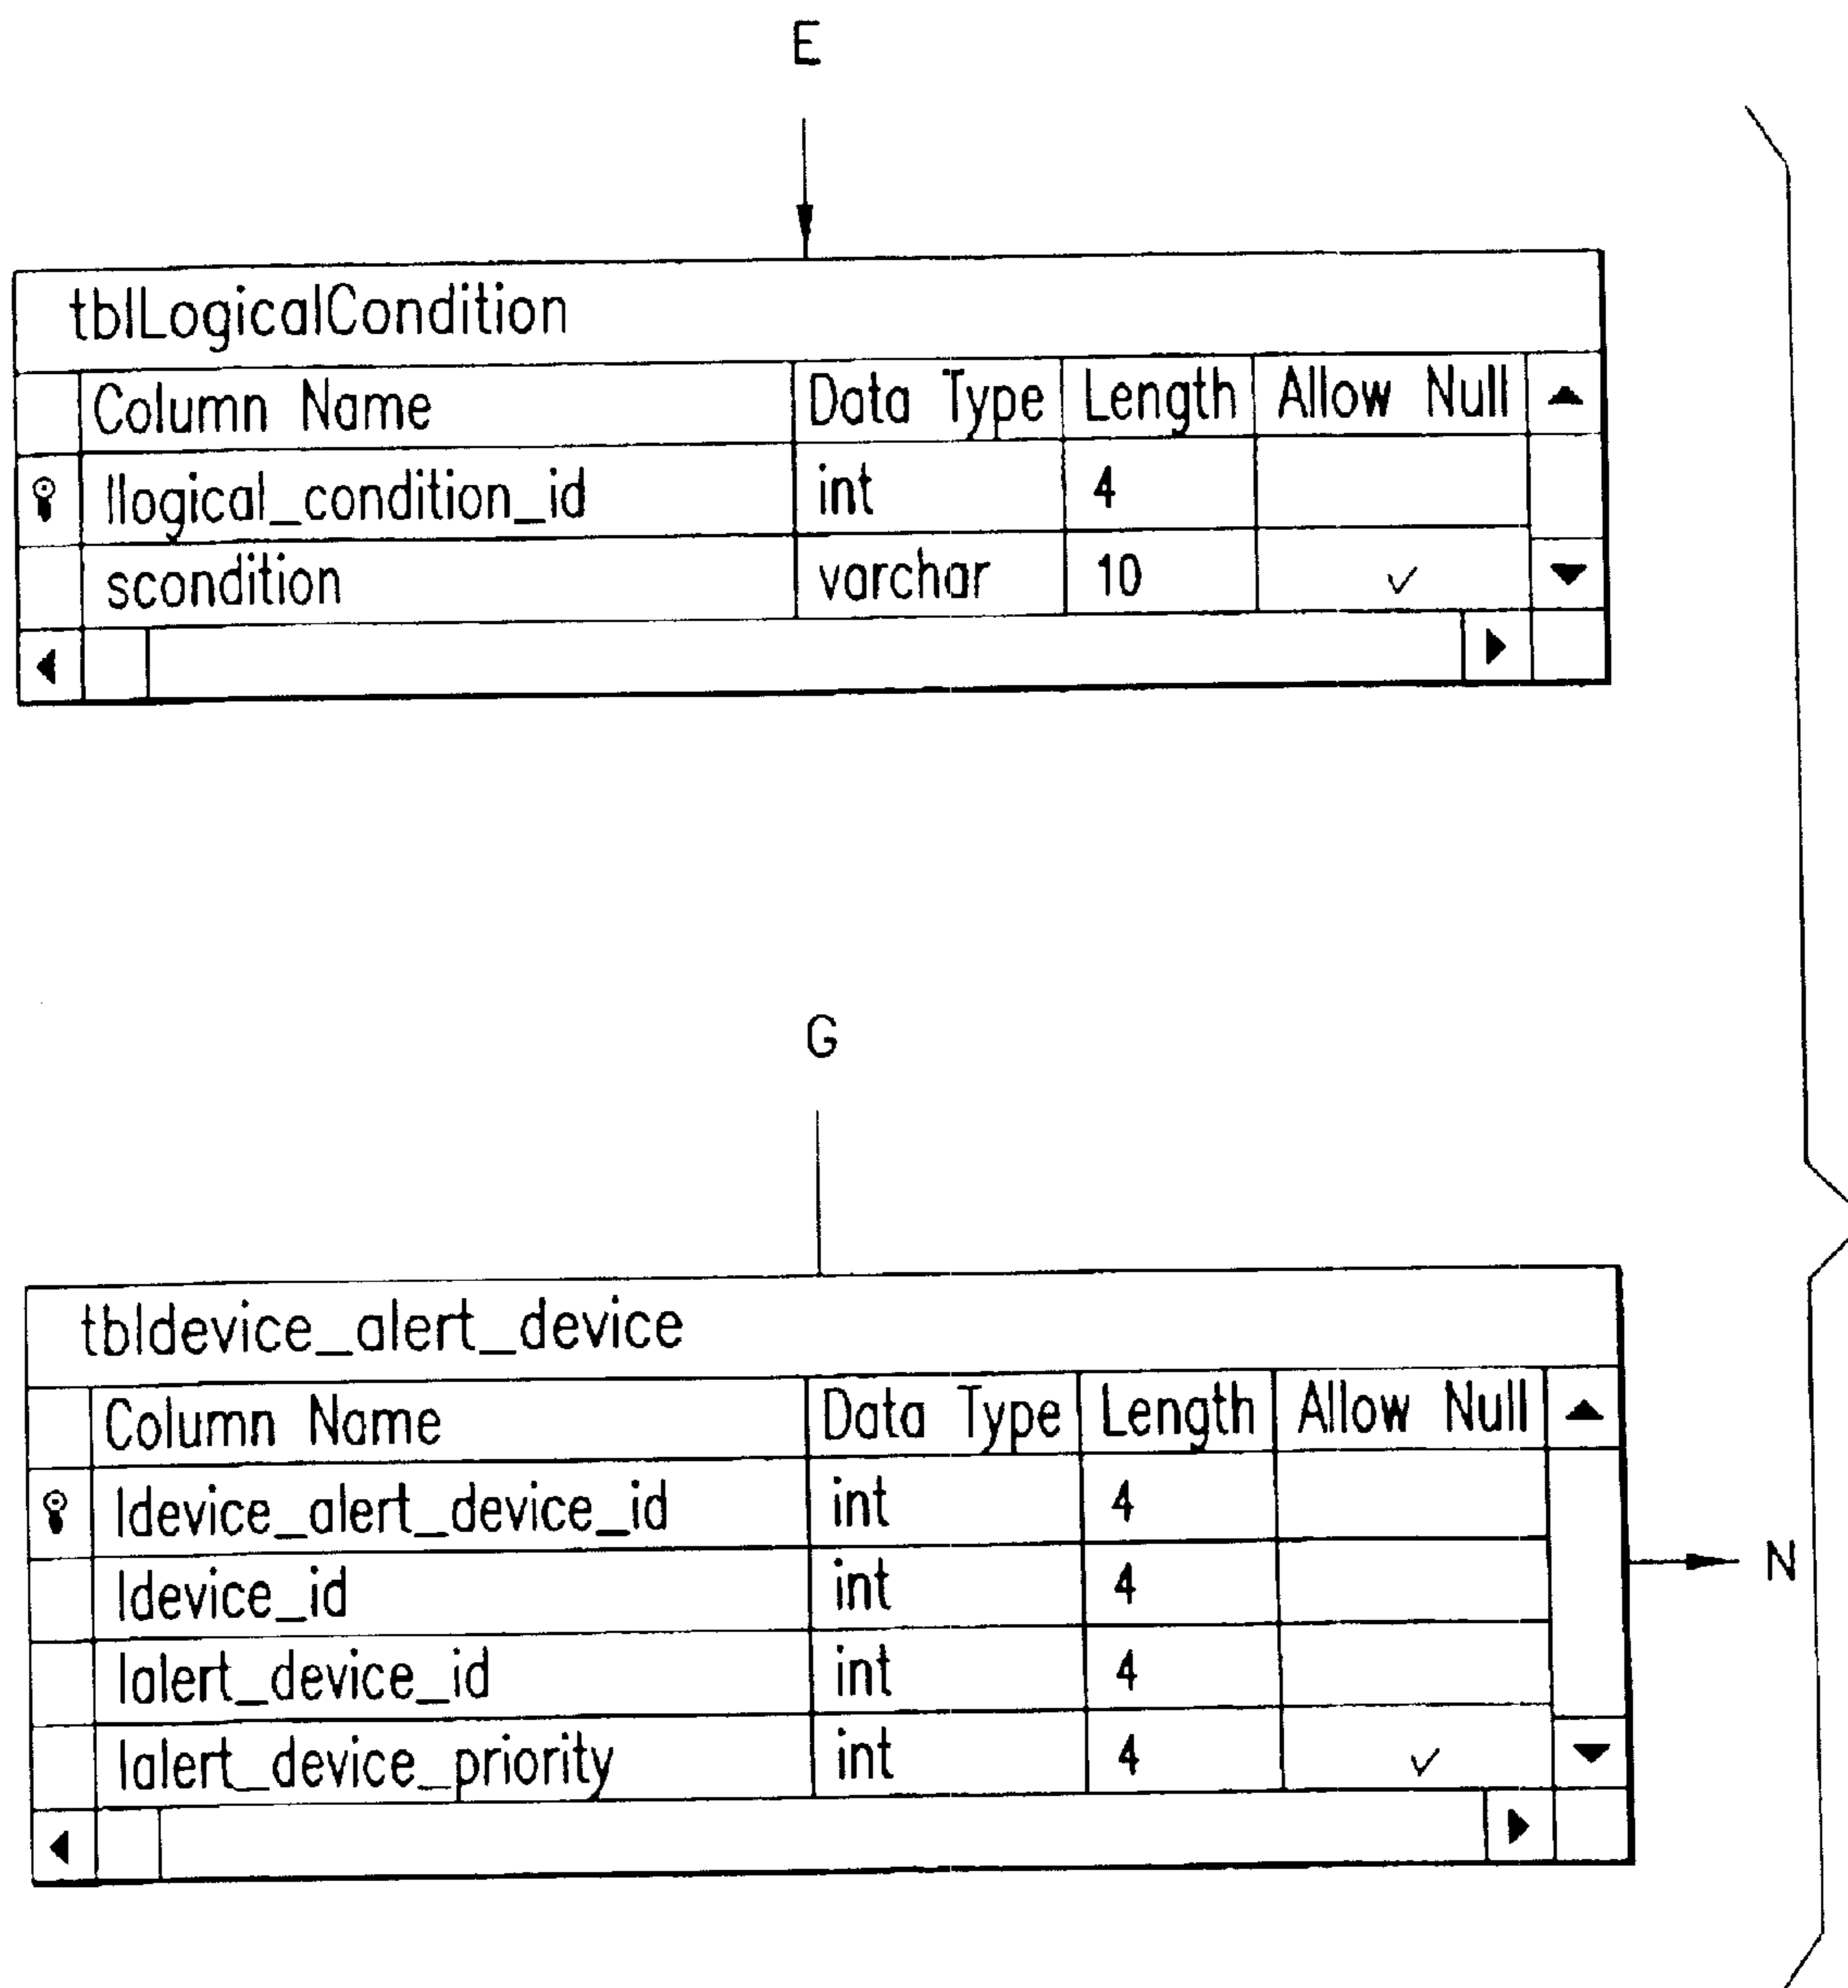 E
tblLogicalCondition
Column Name Data Type Length Allow Null
llogical_condition_id int 4
scondition varchar 10 ✓
G
tbldevice_alert_device
Column Name Data Type Length Allow Null
ldevice_alert_device_id int 4
ldevice_id int 4
lalert_device_id int 4
lalert_device_priority int 4 ✓
N